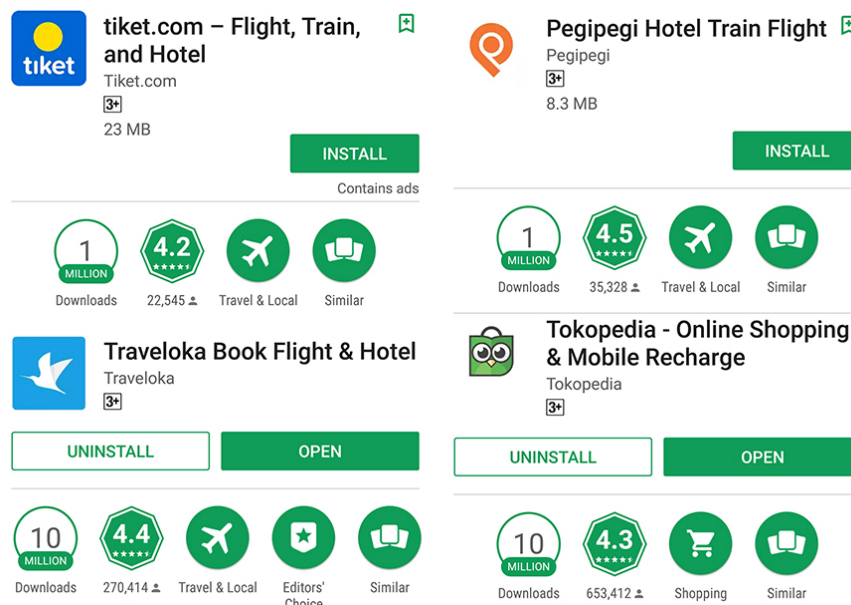 tiket.com – Flight, Train,
and Hotel
tiket
Tiket.com
3+
23 MB
INSTALL
Contains ads
1
MILLION
Downloads
4.2
22,545
Travel & Local
Similar
Pegipegi Hotel Train Flight
Pegipegi
3+
8.3 MB
INSTALL
1
MILLION
Downloads
4.5
35,328
Travel & Local
Similar
Traveloka Book Flight & Hotel
Traveloka
3+
UNINSTALL
OPEN
10
MILLION
Downloads
4.4
270,414
Travel & Local
Editors'
Choice
Similar
Tokopedia - Online Shopping
& Mobile Recharge
Tokopedia
3+
UNINSTALL
OPEN
10
MILLION
Downloads
4.3
653,412
Shopping
Similar